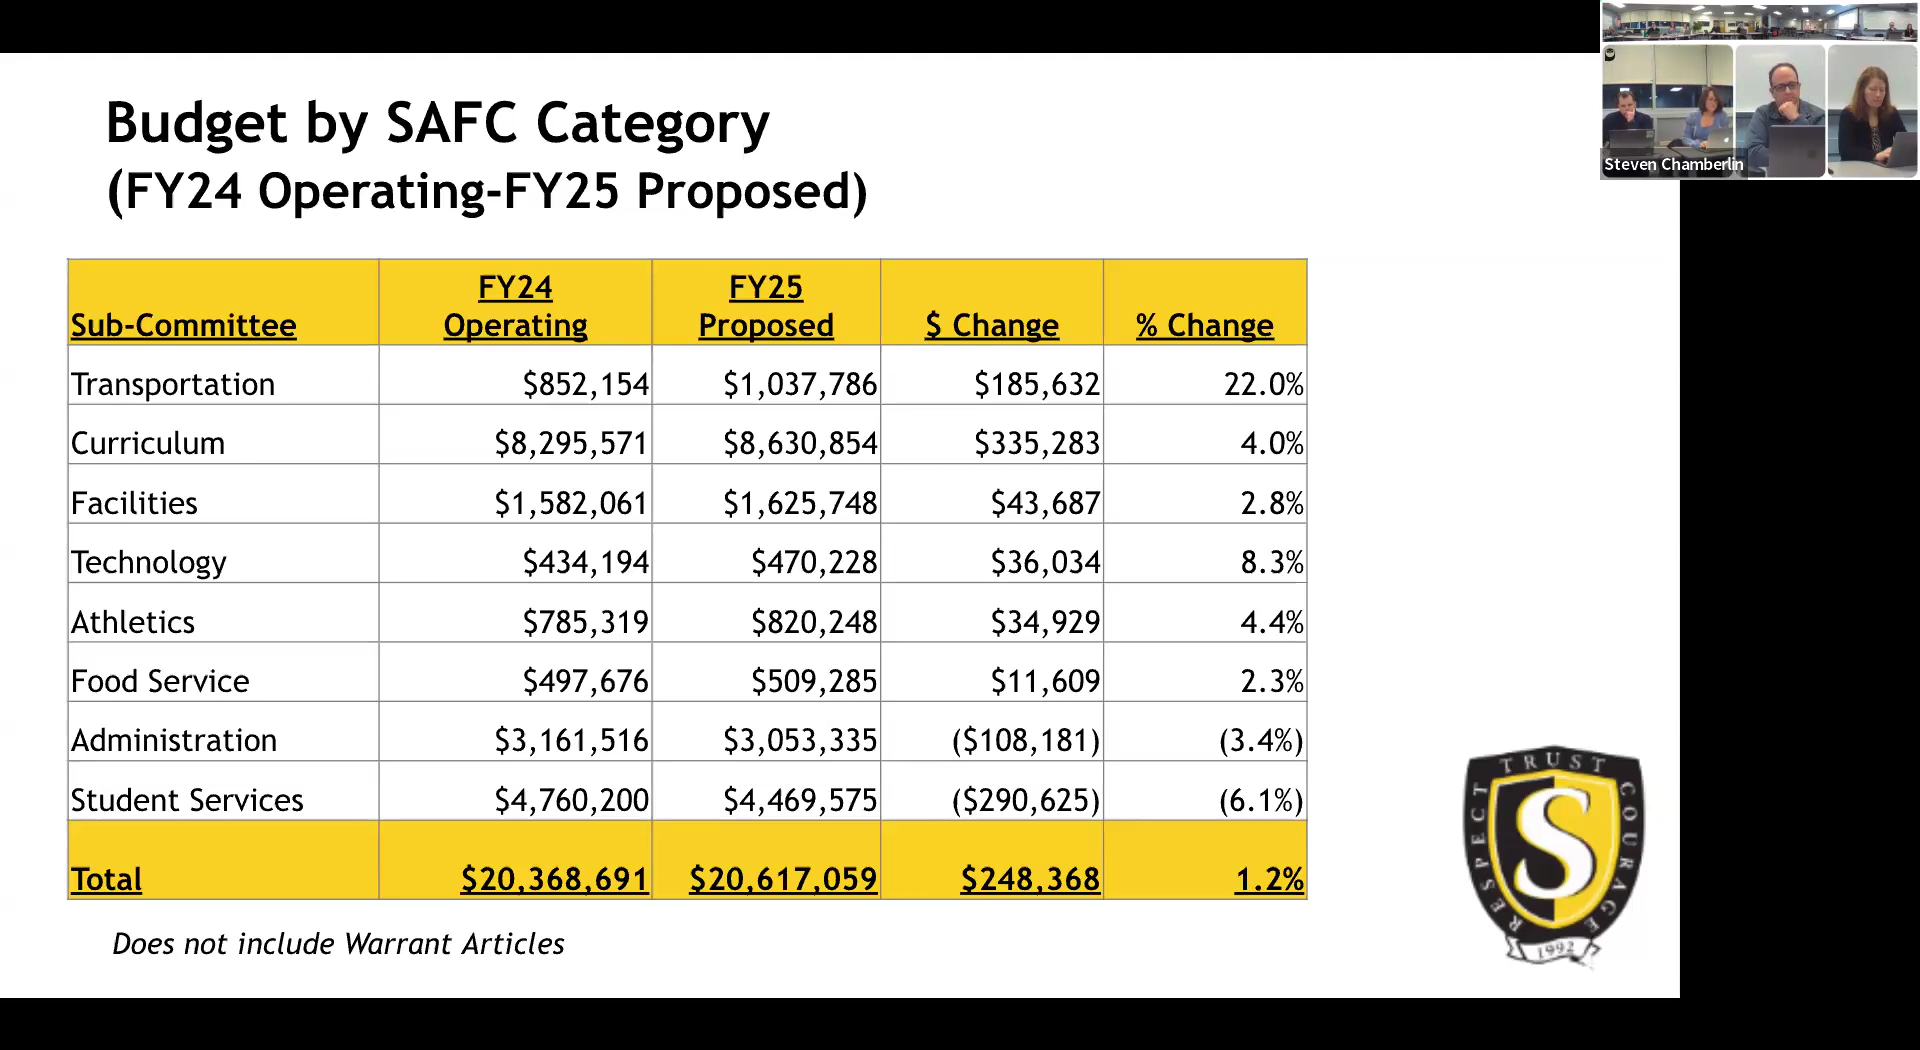 Budget by SAFC Category
(FY24 Operating-FY25 Proposed)
Steven Chamberlin
Sub-Committee FY24 Operating FY25 Proposed $ Change % Change
Transportation $852,154 $1,037,786 $185,632 22.0%
Curriculum $8,295,571 $8,630,854 $335,283 4.0%
Facilities $1,582,061 $1,625,748 $43,687 2.8%
Technology $434,194 $470,228 $36,034 8.3%
Athletics $785,319 $820,248 $34,929 4.4%
Food Service $497,676 $509,285 $11,609 2.3%
Administration $3,161,516 $3,053,335 ($108,181) (3.4%)
Student Services $4,760,200 $4,469,575 ($290,625) (6.1%)
Total $20,368,691 $20,617,059 $248,368 1.2%
Does not include Warrant Articles
RESPECT TRUST COURAGE
S
1992